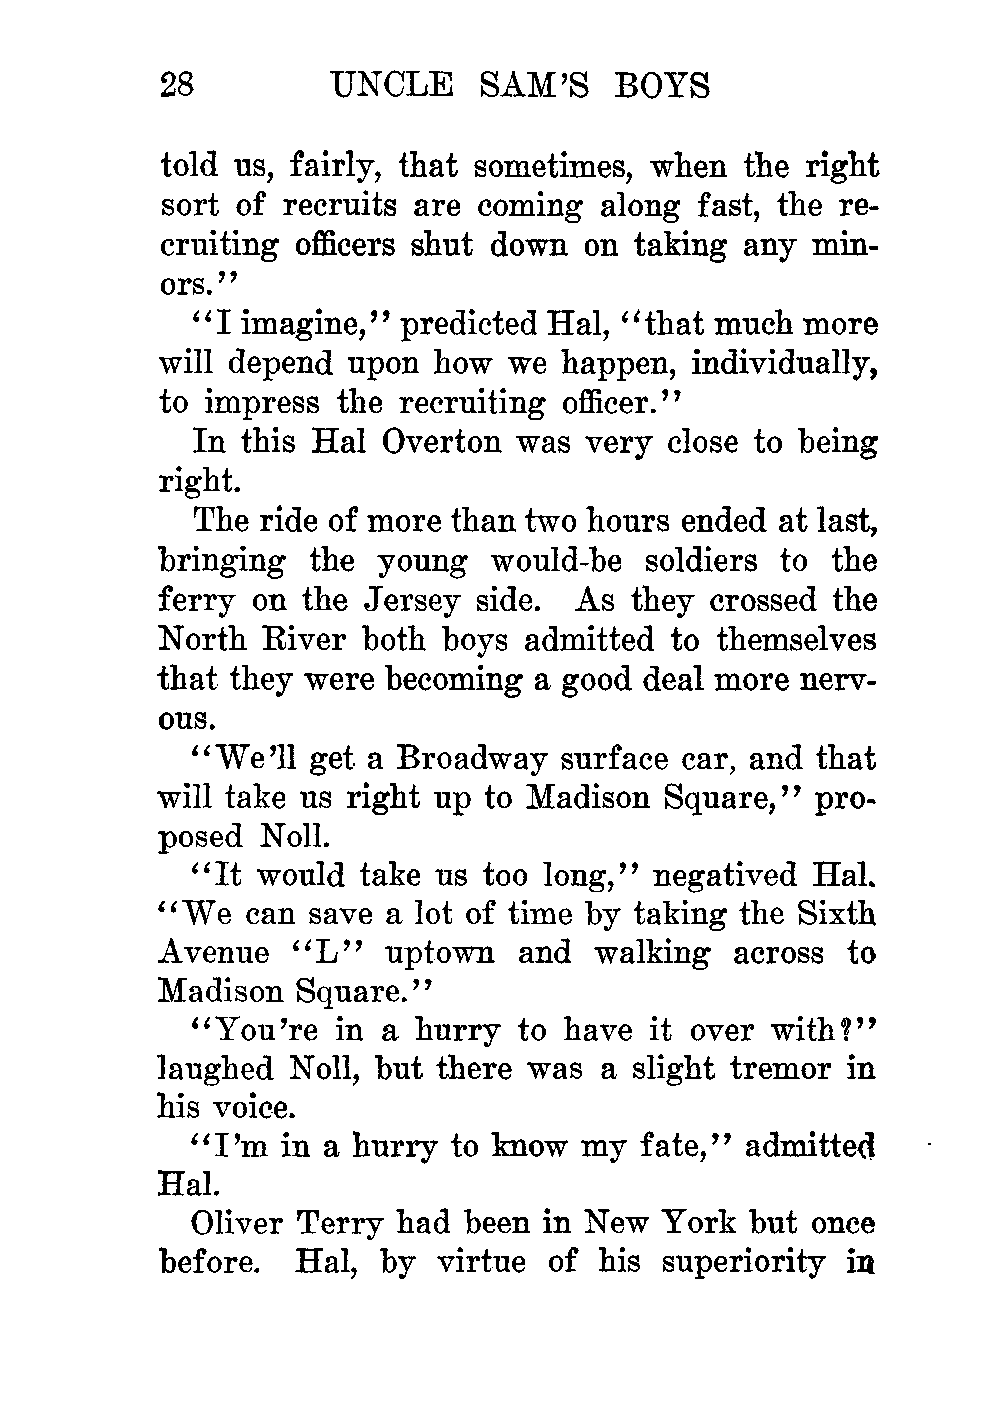 28 UNCLE SAM'S BOYS
told us, fairly, that sometimes, when the right
sort of recruits are coming along fast, the re-
cruiting officers shut down on taking any min-
ors."
"I imagine," predicted Hal, "that much more
will depend upon how we happen, individually,
to impress the recruiting officer."
In this Hal Overton was very close to being
right.
The ride of more than two hours ended at last,
bringing the young would-be soldiers to the
ferry on the Jersey side. As they crossed the
North River both boys admitted to themselves
that they were becoming a good deal more nerv-
ous.
"We'll get a Broadway surface car, and that
will take us right up to Madison Square," pro-
posed Noll.
"It would take us too long," negatived Hal.
"We can save a lot of time by taking the Sixth
Avenue "L" uptown and walking across to
Madison Square."
"You're in a hurry to have it over with?"
laughed Noll, but there was a slight tremor in
his voice.
"I'm in a hurry to know my fate," admitted
Hal.
Oliver Terry had been in New York but once
before. Hal, by virtue of his superiority in